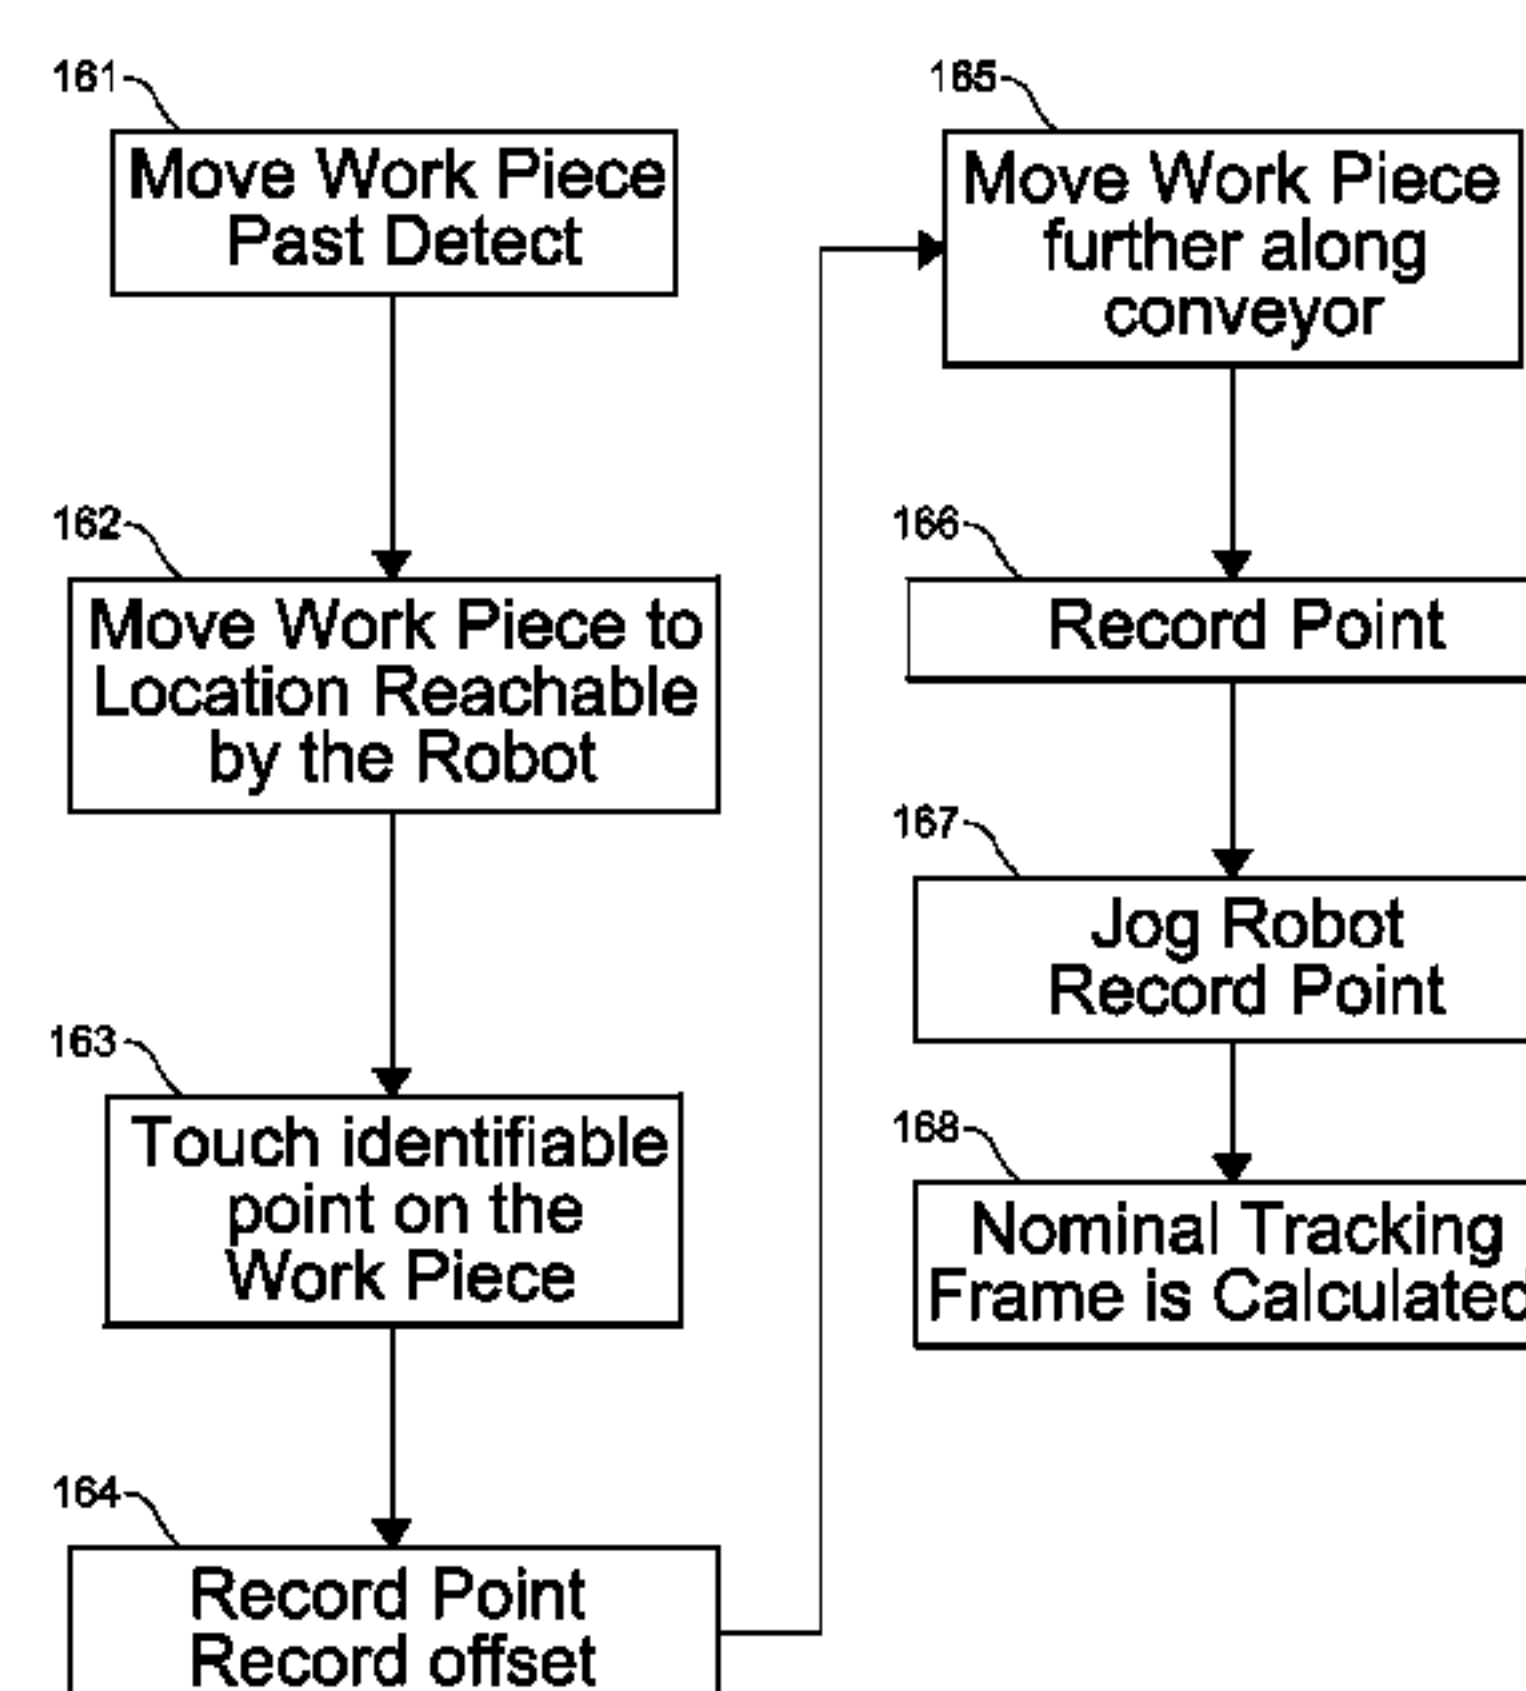 161
Move Work Piece
Past Detect
162
Move Work Piece to
Location Reachable
by the Robot
163
Touch identifiable
point on the
Work Piece
164
Record Point
Record offset
165
Move Work Piece
further along
conveyor
166
Record Point
167
Jog Robot
Record Point
168
Nominal Tracking
Frame is Calculated